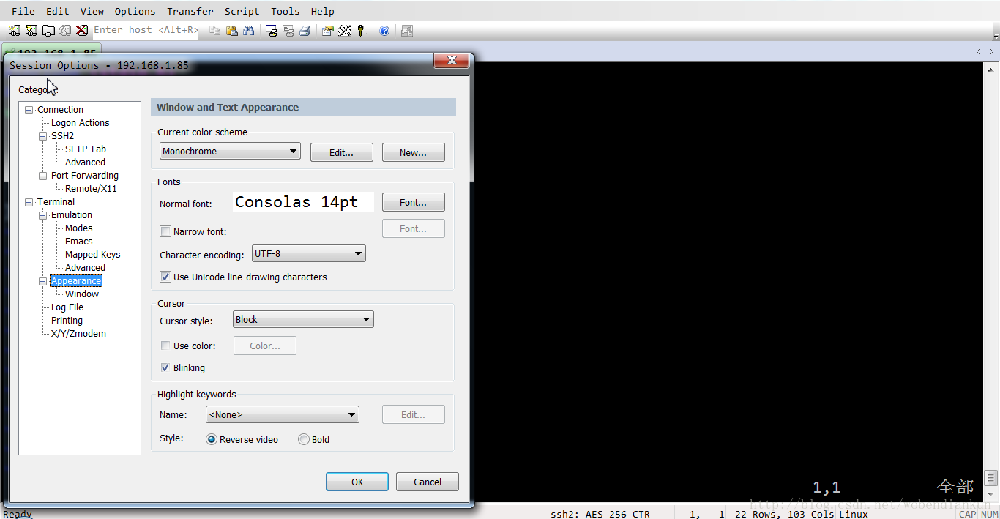 File Edit View Options Transfer Script Tools Help
Enter host <Alt+R>
192.168.1.85
Session Options - 192.168.1.85
Category:
Connection
Logon Actions
SSH2
SFTP Tab
Advanced
Port Forwarding
Remote/X11
Terminal
Emulation
Modes
Emacs
Mapped Keys
Advanced
Appearance
Window
Log File
Printing
X/Y/Zmodem
Window and Text Appearance
Current color scheme
Monochrome Edit... New...
Fonts
Normal font: Consolas 14pt Font...
Narrow font: Font...
Character encoding: UTF-8
Use Unicode line-drawing characters
Cursor
Cursor style: Block
Use color: Color...
Blinking
Highlight keywords
Name: <None> Edit...
Style: Reverse video Bold
OK Cancel
1,1 全部
http://blog.csdn.net/wobendiankun
Ready ssh2: AES-256-CTR 1, 1 22 Rows, 103 Cols Linux CAP NUM